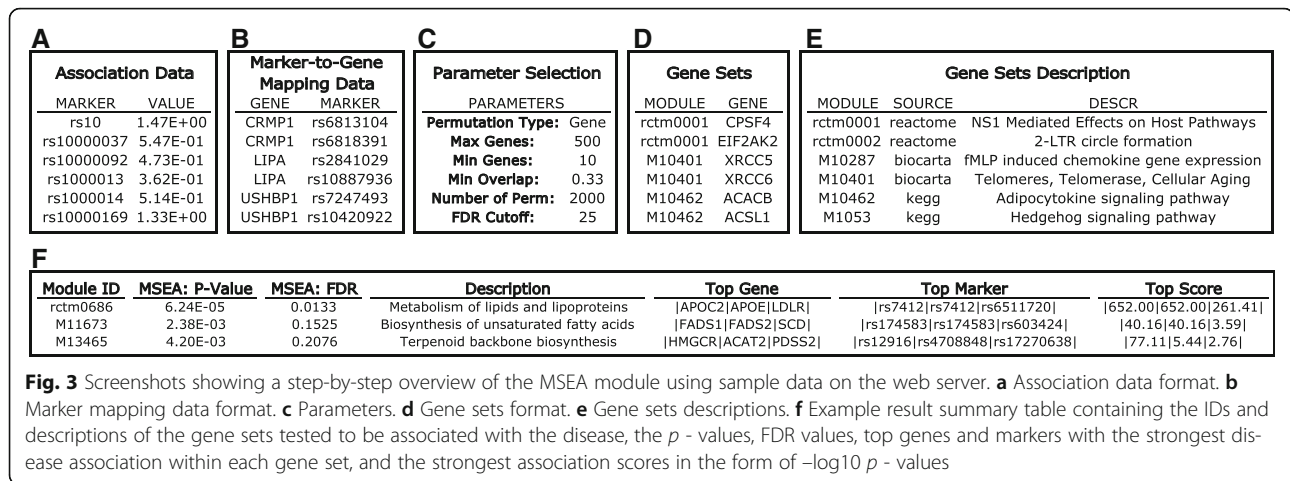 A
Association Data
MARKER VALUE
rs10 1.47E+00
rs10000037 5.47E-01
rs10000092 4.73E-01
rs1000013 3.62E-01
rs1000014 5.14E-01
rs10000169 1.33E+00
B
Marker-to-Gene
Mapping Data
GENE MARKER
CRMP1 rs6813104
CRMP1 rs6818391
LIPA rs2841029
LIPA rs10887936
USHBP1 rs7247493
USHBP1 rs10420922
C
Parameter Selection
PARAMETERS
Permutation Type: Gene
Max Genes: 500
Min Genes: 10
Min Overlap: 0.33
Number of Perm: 2000
FDR Cutoff: 25
D
Gene Sets
MODULE GENE
rctm0001 CPSF4
rctm0001 EIF2AK2
M10401 XRCC5
M10401 XRCC6
M10462 ACACB
M10462 ACSL1
E
Gene Sets Description
MODULE SOURCE DESCR
rctm0001 reactome NS1 Mediated Effects on Host Pathways
rctm0002 reactome 2-LTR circle formation
M10287 biocarta fMLP induced chemokine gene expression
M10401 biocarta Telomeres, Telomerase, Cellular Aging
M10462 kegg Adipocytokine signaling pathway
M1053 kegg Hedgehog signaling pathway
F
Module ID MSEA: P-Value MSEA: FDR Description Top Gene Top Marker Top Score
rctm0686 6.24E-05 0.0133 Metabolism of lipids and lipoproteins |APOC2|APOE|LDLR| |rs7412|rs7412|rs6511720| |652.00|652.00|261.41|
M11673 2.38E-03 0.1525 Biosynthesis of unsaturated fatty acids |FADS1|FADS2|SCD| |rs174583|rs174583|rs603424| |40.16|40.16|3.59|
M13465 4.20E-03 0.2076 Terpenoid backbone biosynthesis |HMGCR|ACAT2|PDSS2| |rs12916|rs4708848|rs17270638| |77.11|5.44|2.76|
Fig. 3 Screenshots showing a step-by-step overview of the MSEA module using sample data on the web server. a Association data format. b
Marker mapping data format. c Parameters. d Gene sets format. e Gene sets descriptions. f Example result summary table containing the IDs and
descriptions of the gene sets tested to be associated with the disease, the p - values, FDR values, top genes and markers with the strongest dis-
ease association within each gene set, and the strongest association scores in the form of –log10 p - values